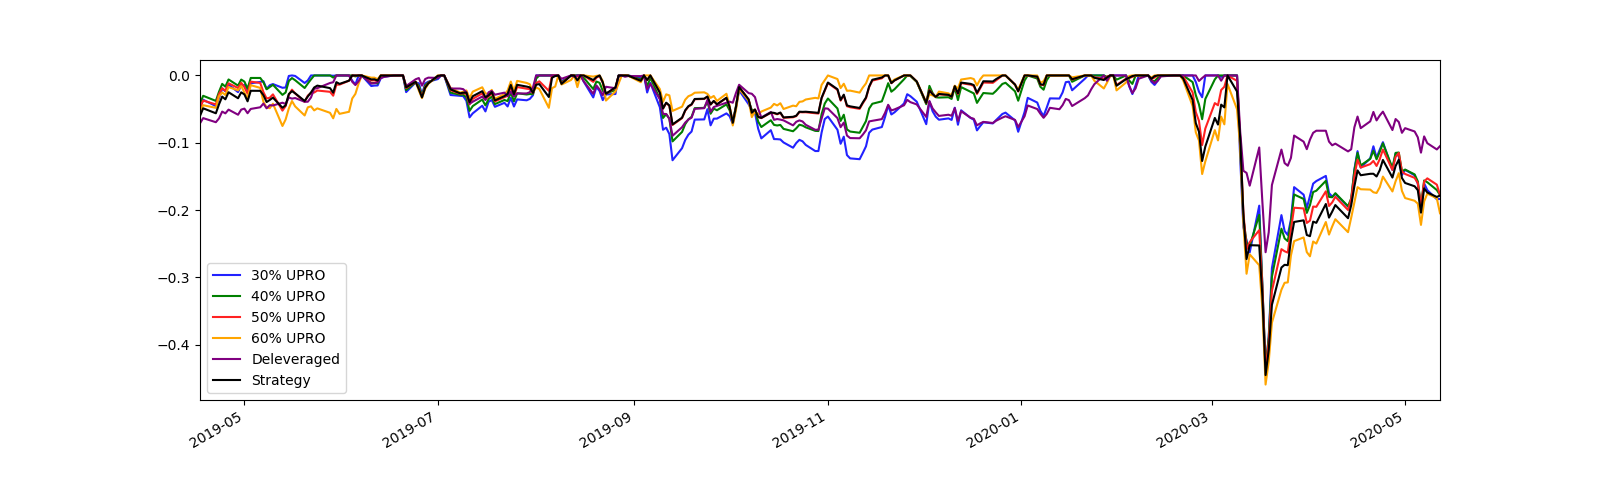 0.0
−0.1
−0.2
−0.3
−0.4
30% UPRO
40% UPRO
50% UPRO
60% UPRO
Deleveraged
Strategy
2019-05
2019-07
2019-09
2019-11
2020-01
2020-03
2020-05